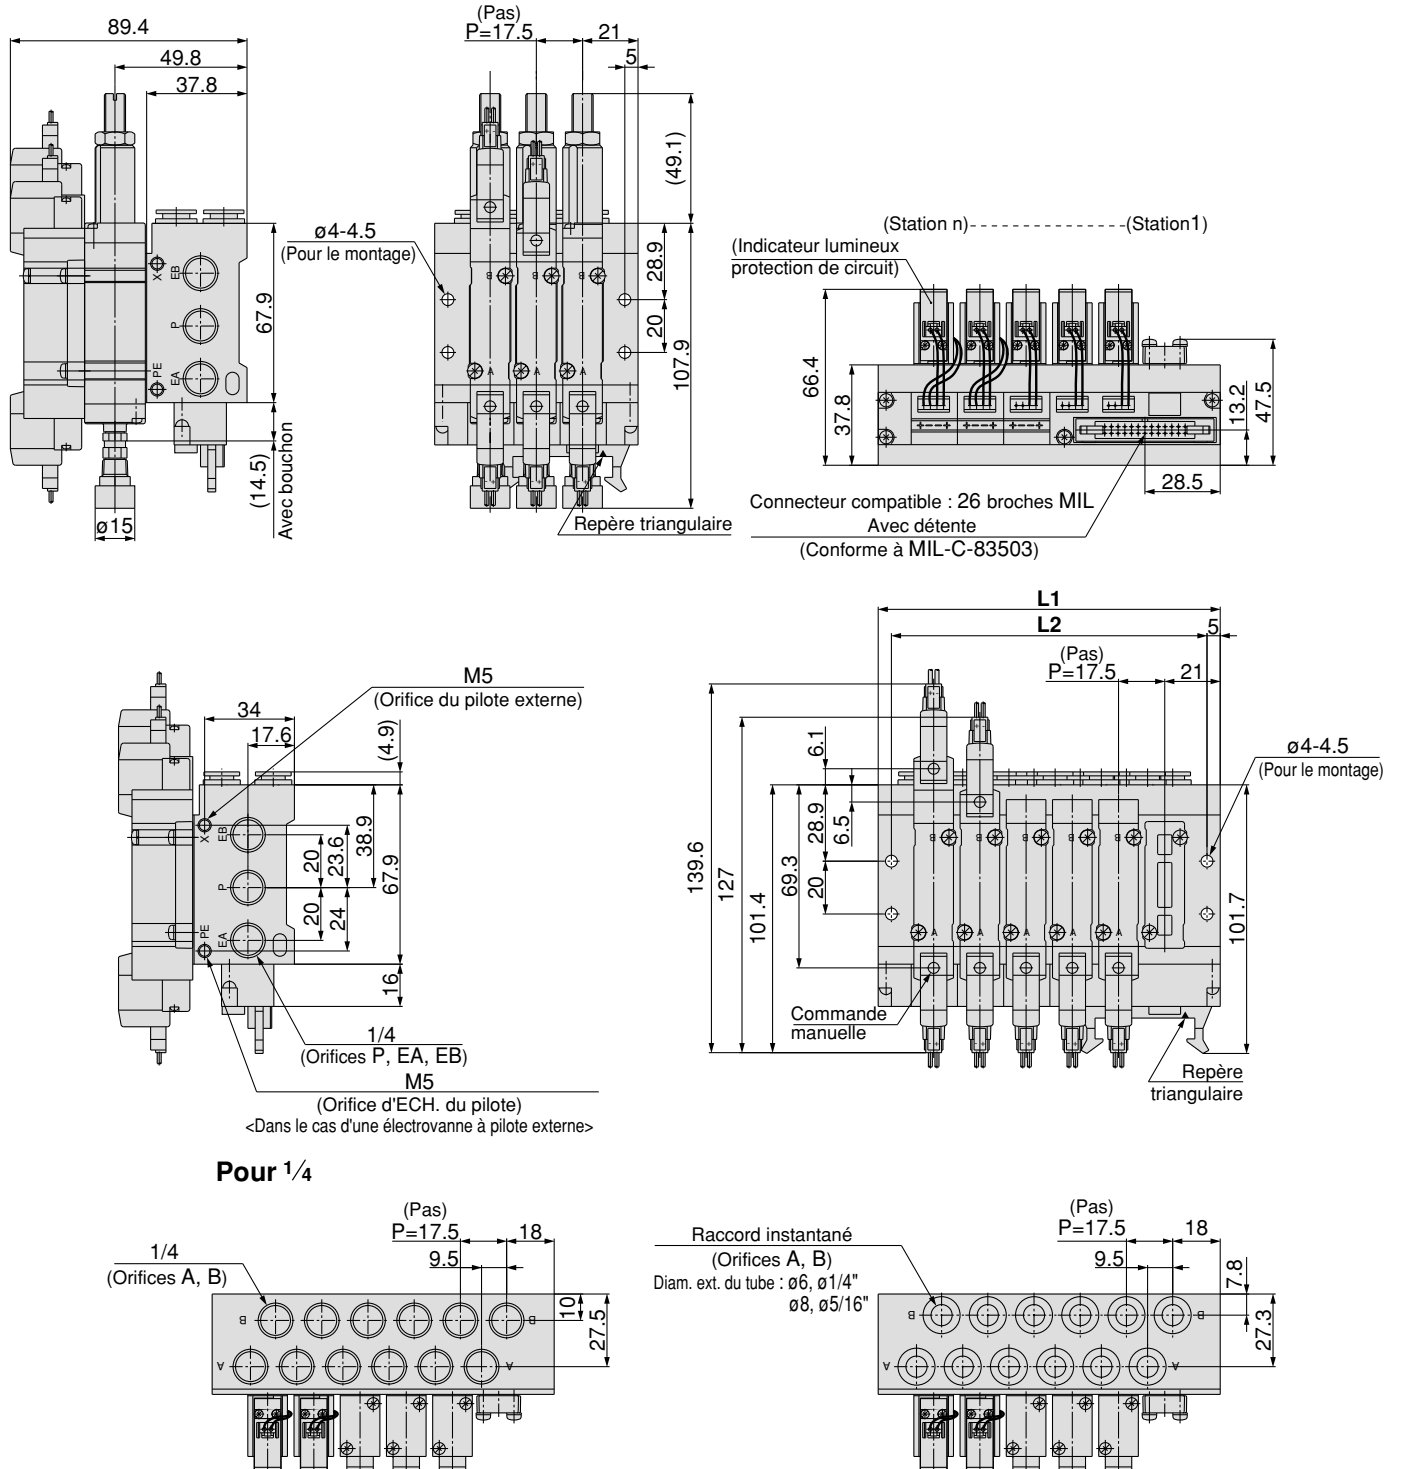 89.4
49.8
37.8
X
EB
P
PE
EA
67.9
(14.5)
Avec bouchon
ø15
(Pas)
P=17.5
21
5
(49.1)
ø4-4.5
(Pour le montage)
28.9
20
107.9
B
B
B
A
A
A
Repère triangulaire
(Station n)
(Station1)
(Indicateur lumineux
protection de circuit)
66.4
37.8
13.2
47.5
28.5
Connecteur compatible : 26 broches MIL
Avec détente
(Conforme à MIL-C-83503)
M5
(Orifice du pilote externe)
34
17.6
(4.9)
X
EB
P
PE
EA
20
20
23.6
24
38.9
67.9
16
1/4
(Orifices P, EA, EB)
M5
(Orifice d'ECH. du pilote)
<Dans le cas d'une électrovanne à pilote externe>
L1
L2
5
(Pas)
P=17.5
21
6.1
28.9
6.5
20
69.3
101.4
127
139.6
101.7
ø4-4.5
(Pour le montage)
B
B
B
B
B
A
A
A
A
A
Commande
manuelle
Repère
triangulaire
Pour 1/4
(Pas)
P=17.5
18
9.5
1/4
(Orifices A, B)
10
27.5
B
B
A
A
(Pas)
P=17.5
18
9.5
Raccord instantané
(Orifices A, B)
Diam. ext. du tube : ø6, ø1/4"
ø8, ø5/16"
7.8
27.3
B
B
A
A